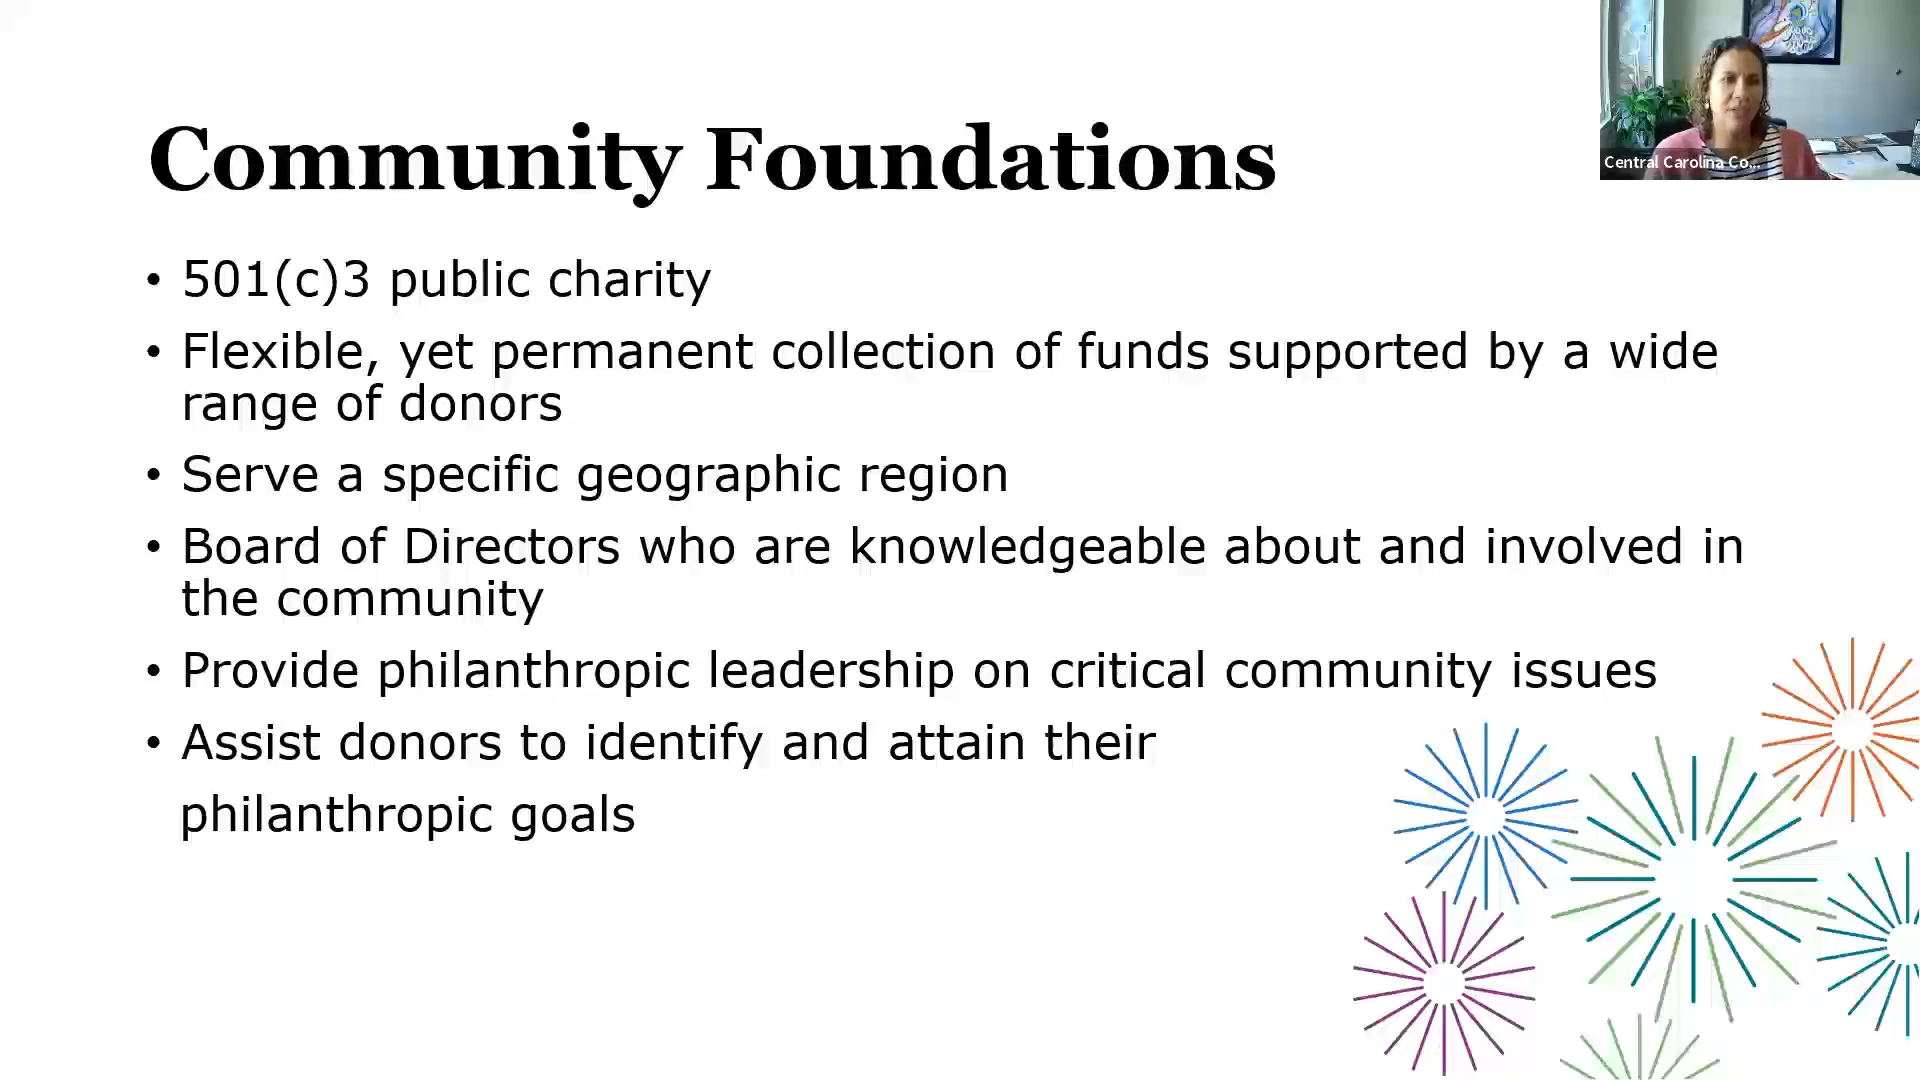 Central Carolina Co...
Community Foundations
• 501(c)3 public charity
• Flexible, yet permanent collection of funds supported by a wide
range of donors
• Serve a specific geographic region
• Board of Directors who are knowledgeable about and involved in
the community
• Provide philanthropic leadership on critical community issues
• Assist donors to identify and attain their
philanthropic goals